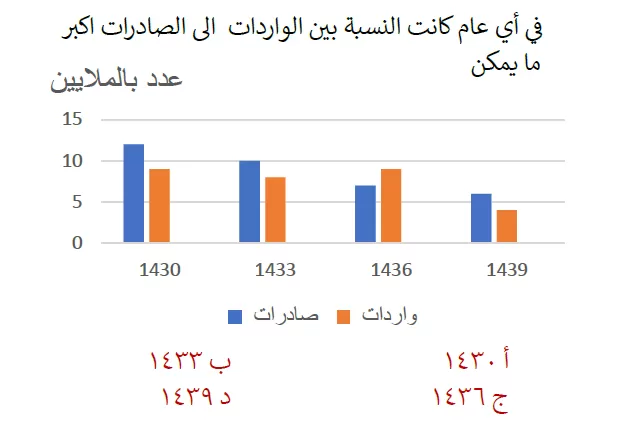 في أي عام كانت النسبة بين الواردات الى الصادرات اكبر
ما يمكن
عدد بالملايين
15
10
5
0
1430 1433 1436 1439
صادرات واردات
أ ١٤٣٠ ب ١٤٣٣
ج ١٤٣٦ د ١٤٣٩